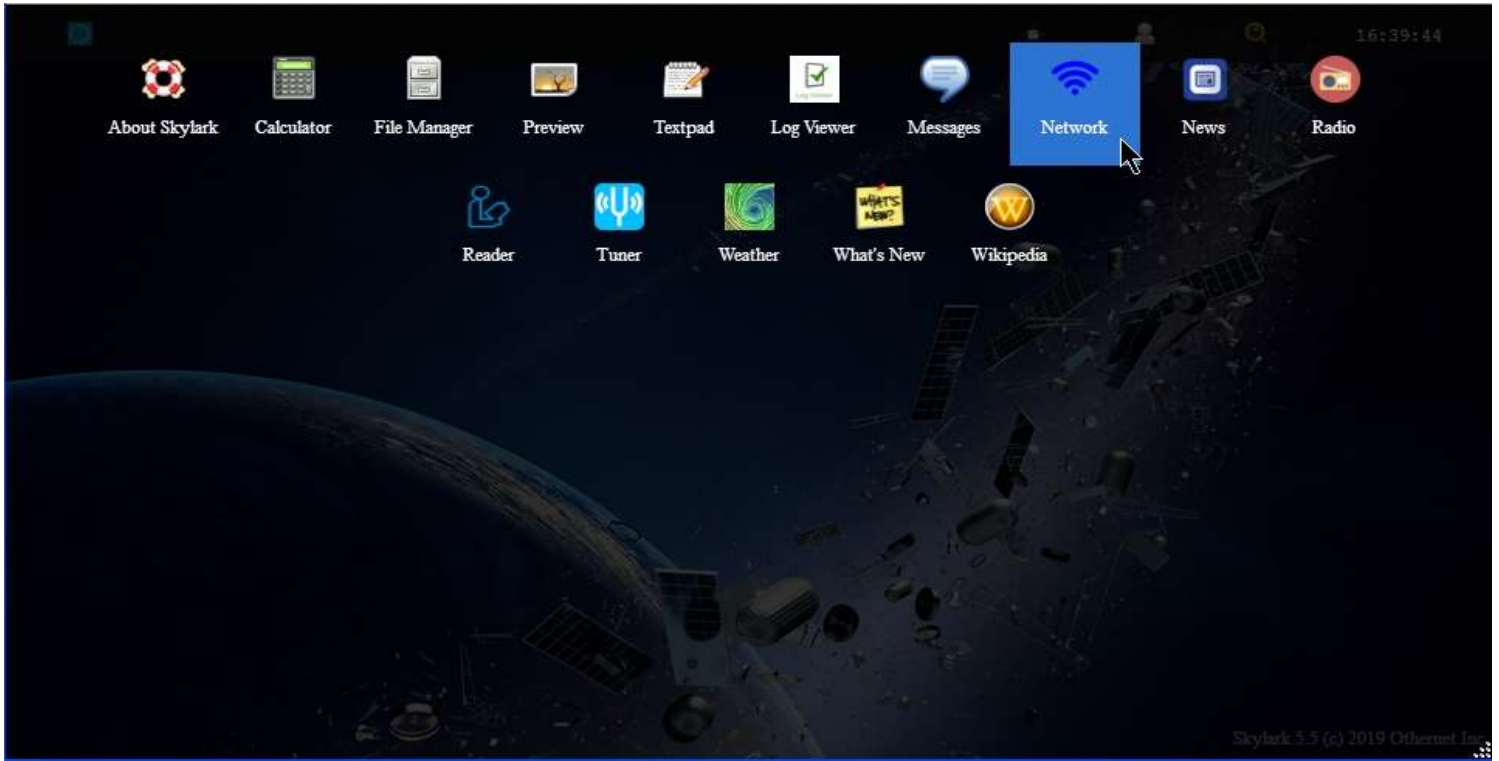 16:39:44
About Skylark Calculator File Manager Preview Textpad Log Viewer Messages Network News Radio
Reader Tuner Weather What's New Wikipedia
Skylark 5.5 (c) 2019 Othernet Inc